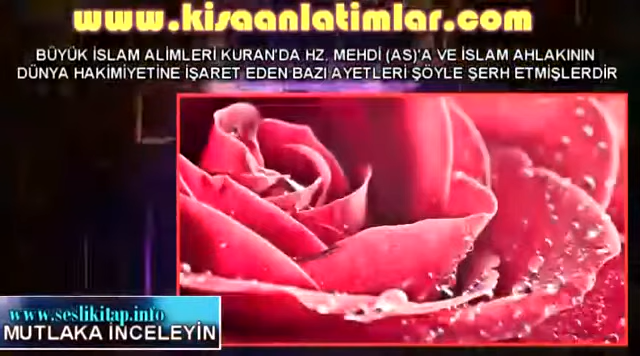 www.kisaanlatimlar.com
BÜYÜK İSLAM ALİMLERİ KURAN'DA HZ. MEHDİ (AS)'A VE İSLAM AHLAKININ
DÜNYA HAKİMİYETİNE İŞARET EDEN BAZI AYETLERİ ŞÖYLE ŞERH ETMİŞLERDİR
www.seslikitap.info
MUTLAKA İNCELEYİN